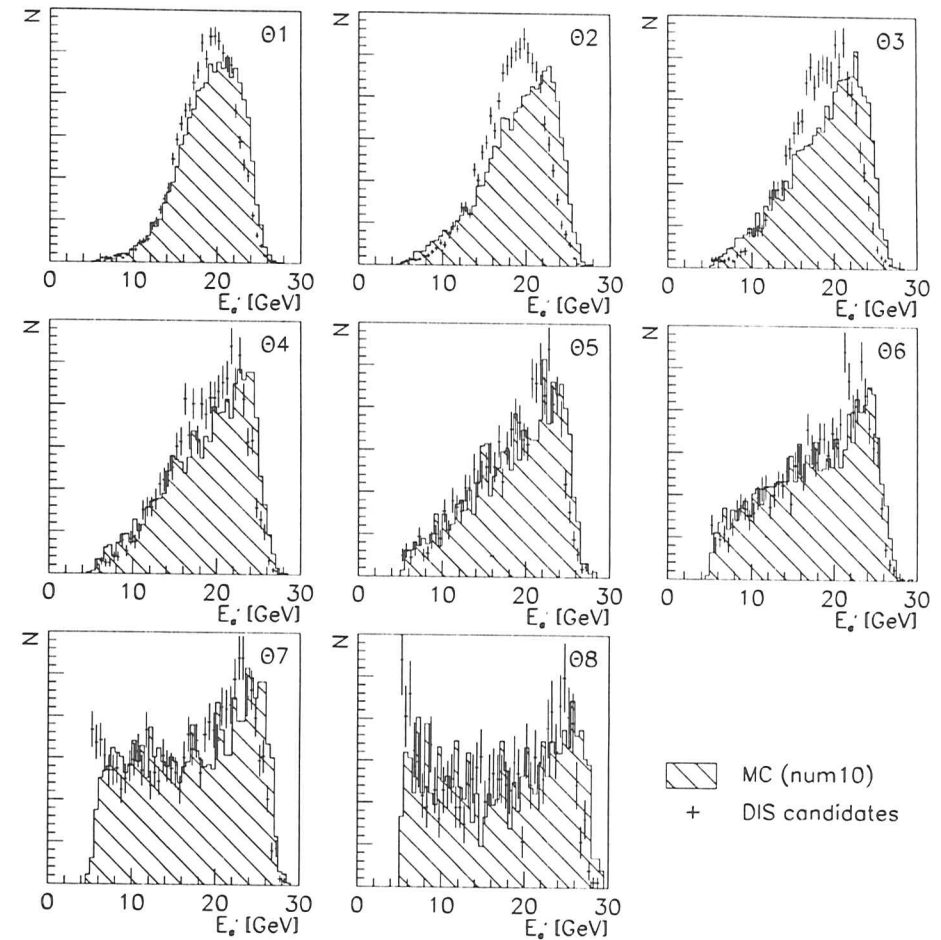 N Θ1 N Θ2 N Θ3
0 10 20 30 0 10 20 30 0 10 20 30
E_e' [GeV] E_e' [GeV] E_e' [GeV]
N Θ4 N Θ5 N Θ6
0 10 20 30 0 10 20 30 0 10 20 30
E_e' [GeV] E_e' [GeV] E_e' [GeV]
N Θ7 N Θ8
MC (num10)
+ DIS candidates
0 10 20 30 0 10 20 30
E_e' [GeV] E_e' [GeV]